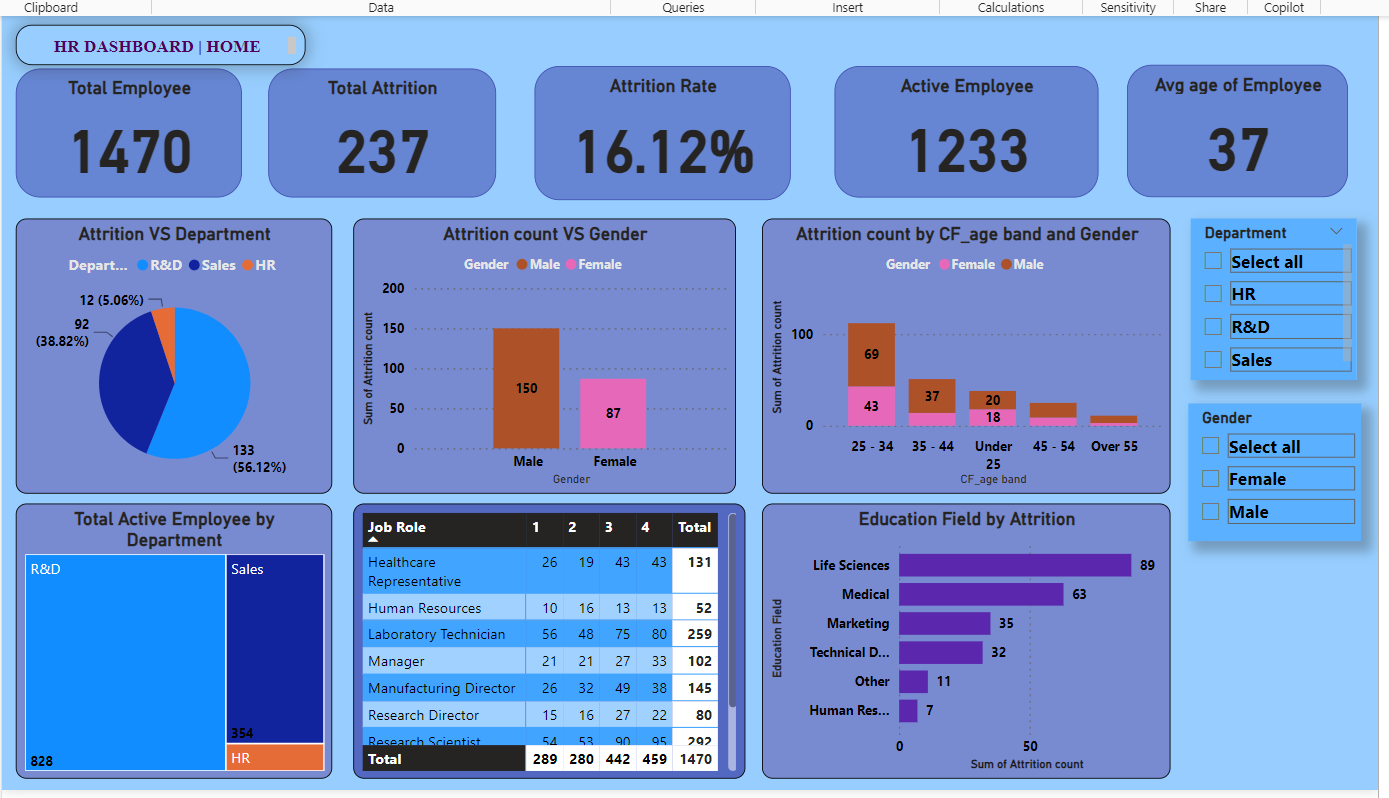 Clipboard Data Queries Insert Calculations Sensitivity Share Copilot
HR DASHBOARD | HOME
Total Employee
1470
Total Attrition
237
Attrition Rate
16.12%
Active Employee
1233
Avg age of Employee
37
Attrition VS Department
Depart... R&D Sales HR
12 (5.06%)
92
(38.82%)
133
(56.12%)
Attrition count VS Gender
Gender Male Female
Sum of Attrition count
200
150
100
50
0
150
87
Male Female
Gender
Attrition count by CF_age band and Gender
Gender Female Male
Sum of Attrition count
100
0
69
43
37
20
18
25 - 34 35 - 44 Under 45 - 54 Over 55
25
CF_age band
Department
Select all
HR
R&D
Sales
Gender
Select all
Female
Male
Total Active Employee by
Department
R&D
828
Sales
354
HR
Job Role 1 2 3 4 Total
Healthcare 26 19 43 43 131
Representative
Human Resources 10 16 13 13 52
Laboratory Technician 56 48 75 80 259
Manager 21 21 27 33 102
Manufacturing Director 26 32 49 38 145
Research Director 15 16 27 22 80
Research Scientist 54 53 90 95 292
Total 289 280 442 459 1470
Education Field by Attrition
Education Field
Life Sciences 89
Medical 63
Marketing 35
Technical D... 32
Other 11
Human Res... 7
0 50
Sum of Attrition count